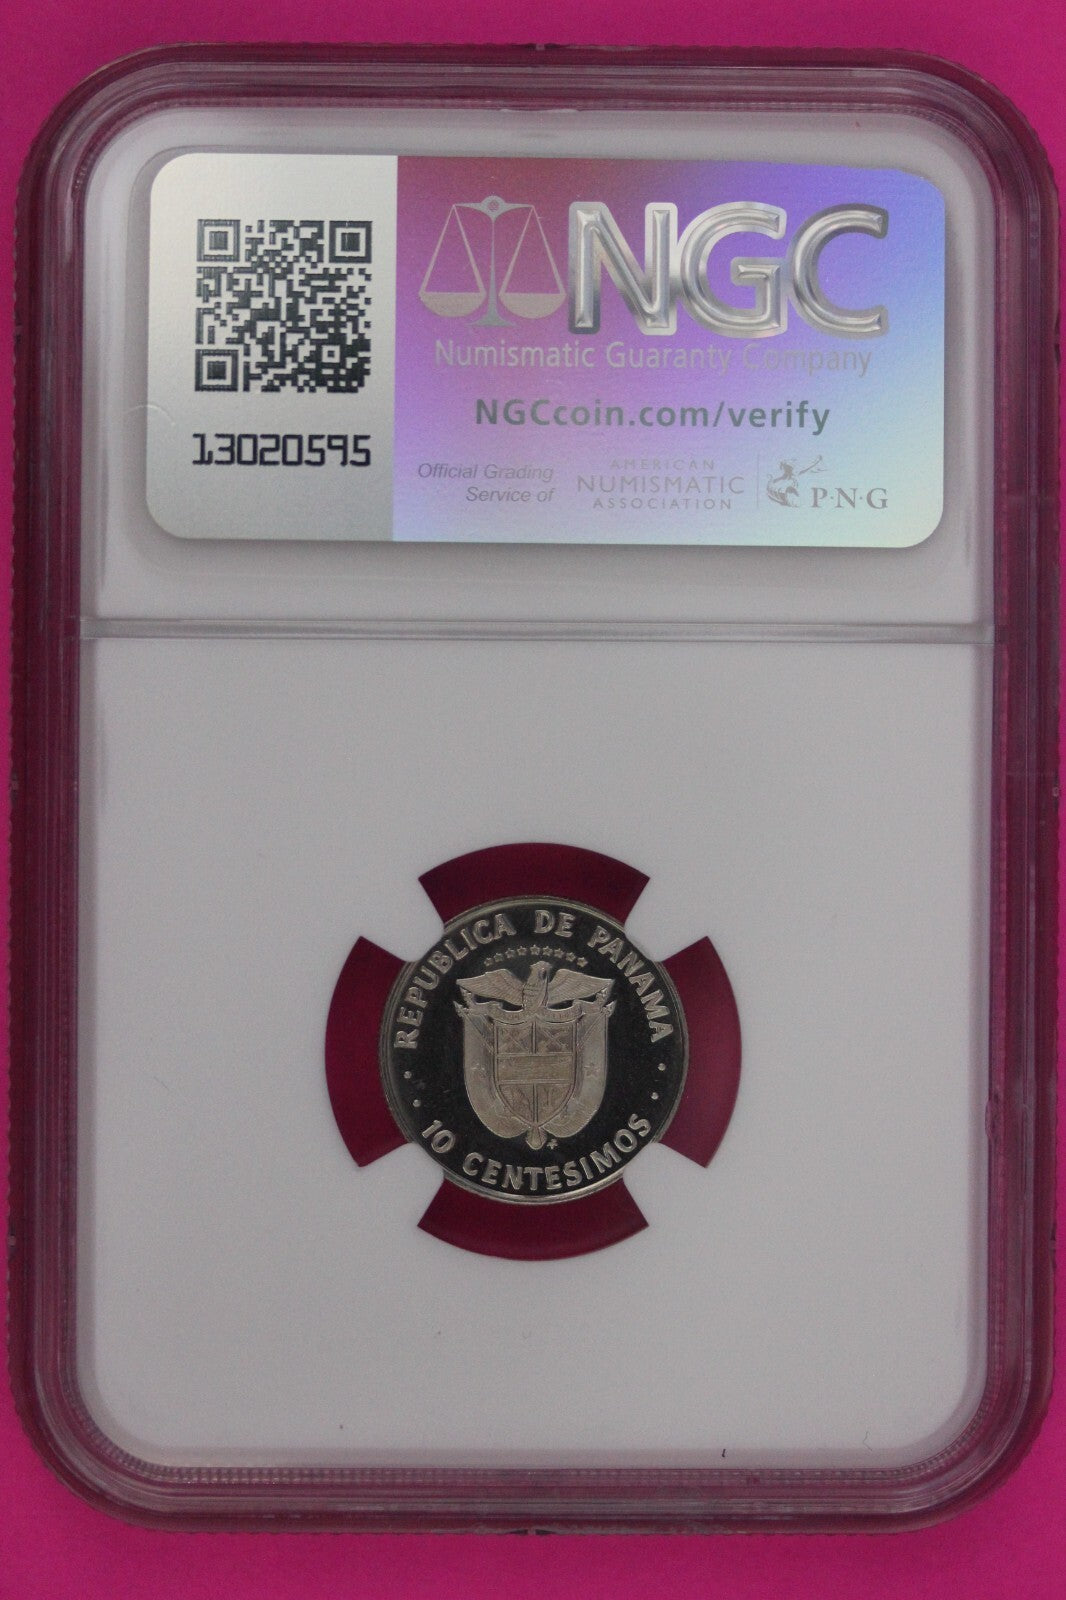 NGC
Numismatic Guaranty Company
NGCcoin.com/verify
13020595
Official Grading
Service of
AMERICAN
NUMISMATIC
ASSOCIATION
P·N·G
REPUBLICA DE PANAMA
10 CENTESIMOS